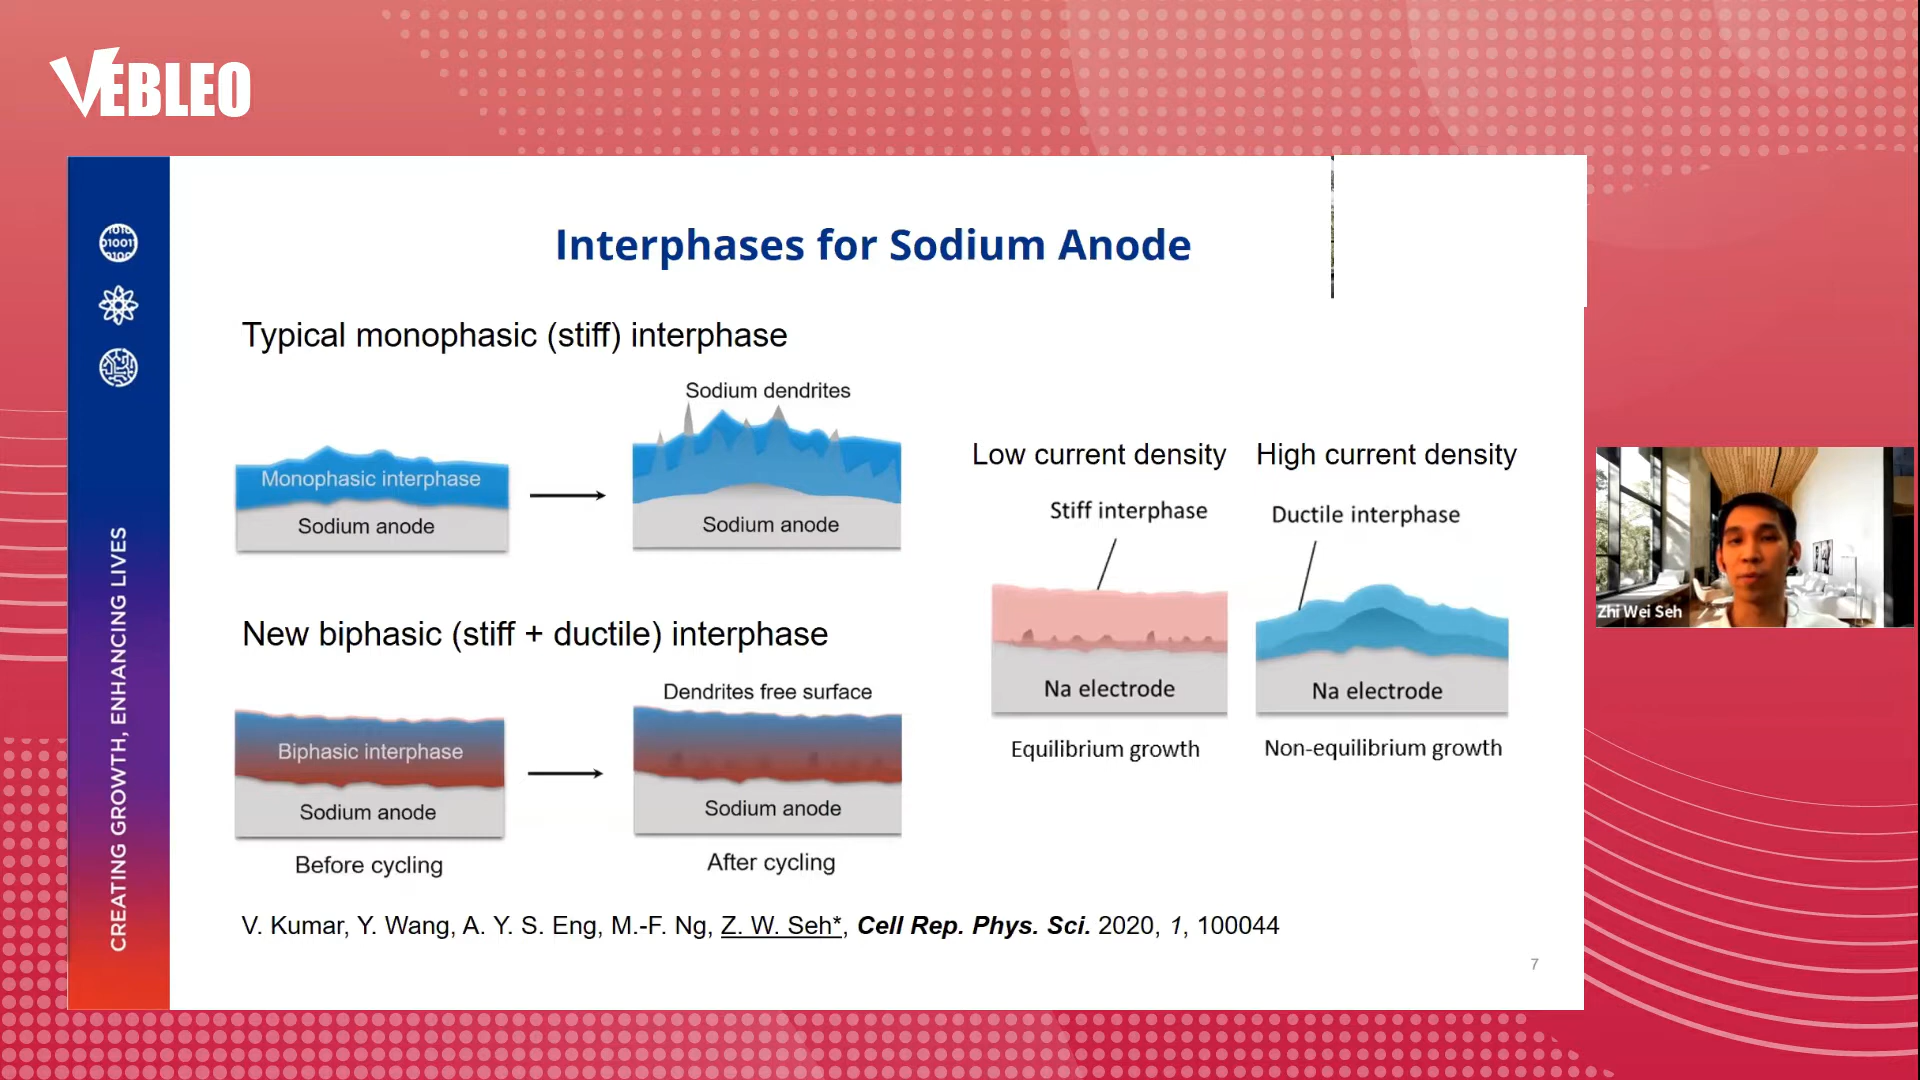 VEBLEO
Interphases for Sodium Anode
Typical monophasic (stiff) interphase
Sodium dendrites
Monophasic interphase
Sodium anode
Sodium anode
New biphasic (stiff + ductile) interphase
Dendrites free surface
Biphasic interphase
Sodium anode
Sodium anode
Before cycling
After cycling
Low current density
High current density
Stiff interphase
Ductile interphase
Na electrode
Na electrode
Equilibrium growth
Non-equilibrium growth
V. Kumar, Y. Wang, A. Y. S. Eng, M.-F. Ng, Z. W. Seh*, Cell Rep. Phys. Sci. 2020, 1, 100044
7
CREATING GROWTH, ENHANCING LIVES
Zhi Wei Seh